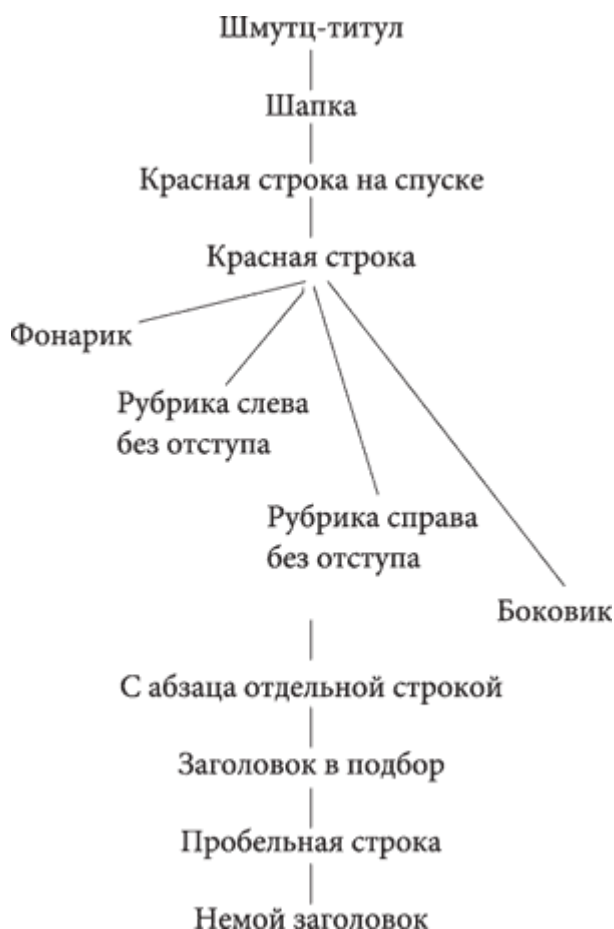 Шмутц-титул
Шапка
Красная строка на спуске
Красная строка
Фонарик
Рубрика слева
без отступа
Рубрика справа
без отступа
Боковик
С абзаца отдельной строкой
Заголовок в подбор
Пробельная строка
Немой заголовок